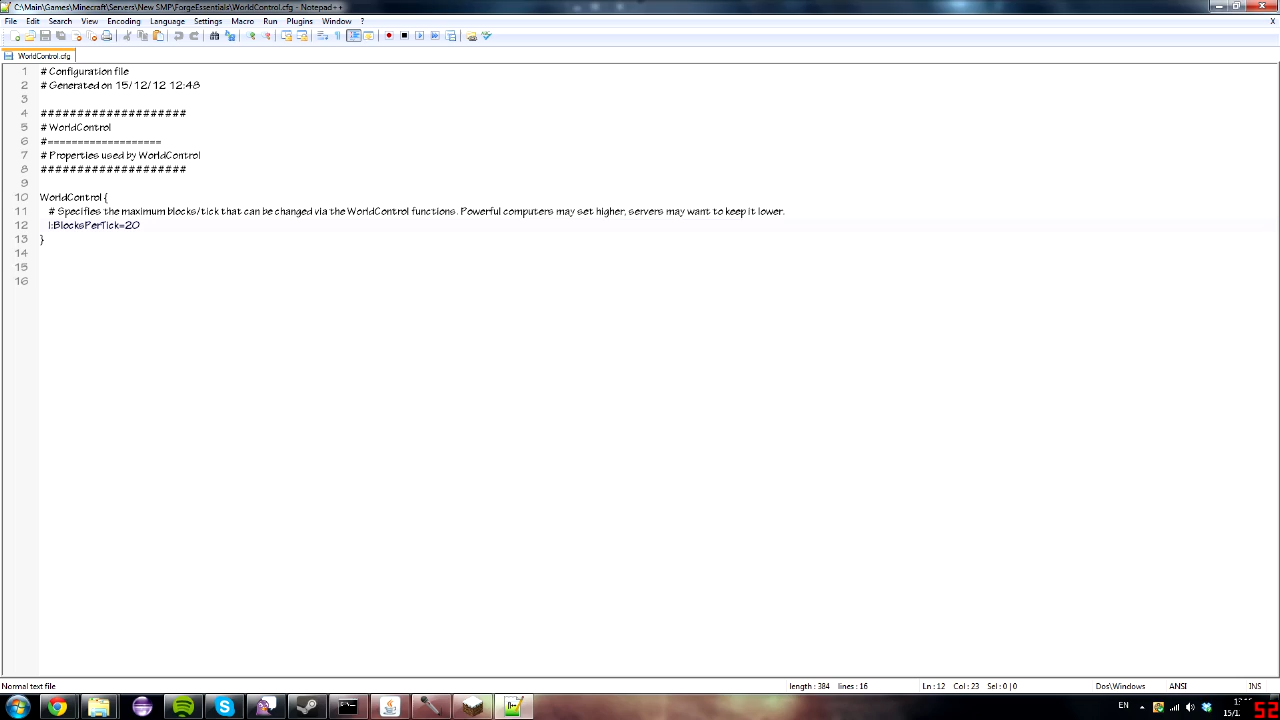 C:\Main\Games\Minecraft\Servers\New SMP\ForgeEssentials\WorldControl.cfg - Notepad++
File Edit Search View Encoding Language Settings Macro Run Plugins Window ? X
WorldControl.cfg
1 # Configuration file
2 # Generated on 15/12/12 12:48
3
4 ####################
5 # WorldControl
6 #===================
7 # Properties used by WorldControl
8 ####################
9
10 WorldControl {
11 # Specifies the maximum blocks/tick that can be changed via the WorldControl functions. Powerful computers may set higher, servers may want to keep it lower.
12 I:BlocksPerTick=20
13 }
14
15
16
Normal text file length : 384 lines : 16 Ln : 12 Col : 23 Sel : 0 | 0 Dos\Windows ANSI INS
EN
52